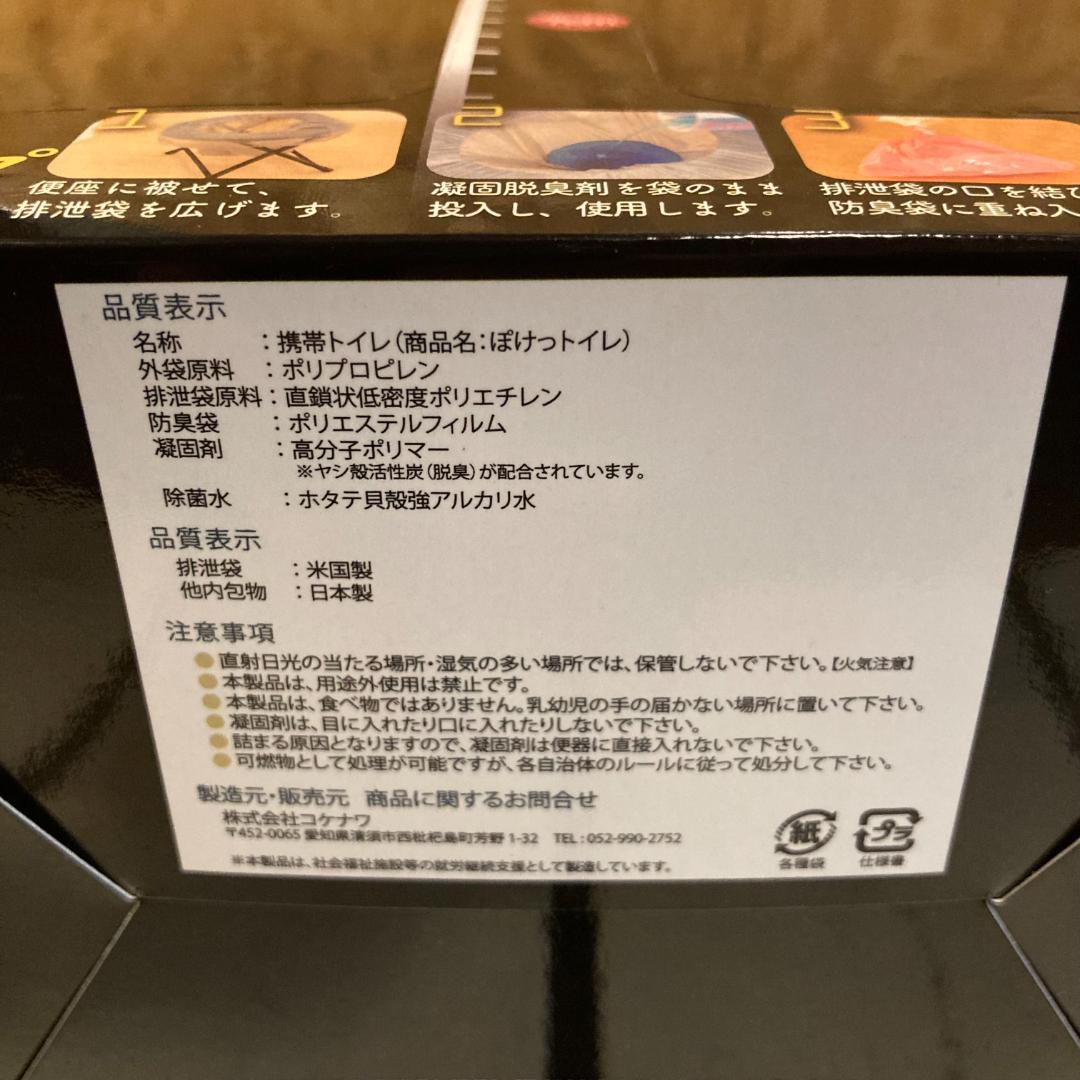 1
便座に被せて、
排泄袋を広げます。
2
凝固脱臭剤を袋のまま
投入し、使用します。
3
排泄袋の口を結び
防臭袋に重ね入
品質表示
名称 ：携帯トイレ（商品名：ぽけっトイレ）
外袋原料 ：ポリプロピレン
排泄袋原料：直鎖状低密度ポリエチレン
防臭袋 ：ポリエステルフィルム
凝固剤 ：高分子ポリマー
※ヤシ殻活性炭（脱臭）が配合されています。
除菌水 ：ホタテ貝殻強アルカリ水
品質表示
排泄袋 ：米国製
他内包物 ：日本製
注意事項
直射日光の当たる場所・湿気の多い場所では、保管しないで下さい。【火気注意】
本製品は、用途外使用は禁止です。
本製品は、食べ物ではありません。乳幼児の手の届かない場所に置いて下さい。
凝固剤は、目に入れたり口に入れたりしないで下さい。
詰まる原因となりますので、凝固剤は便器に直接入れないで下さい。
可燃物として処理が可能ですが、各自治体のルールに従って処分して下さい。
製造元・販売元 商品に関するお問合せ
株式会社コケナワ
〒452-0065 愛知県清須市西枇杷島町芳野 1-32 TEL : 052-990-2752
※本製品は、社会福祉施設等の就労継続支援として製造しています。
紙
各種袋
プラ
仕様書